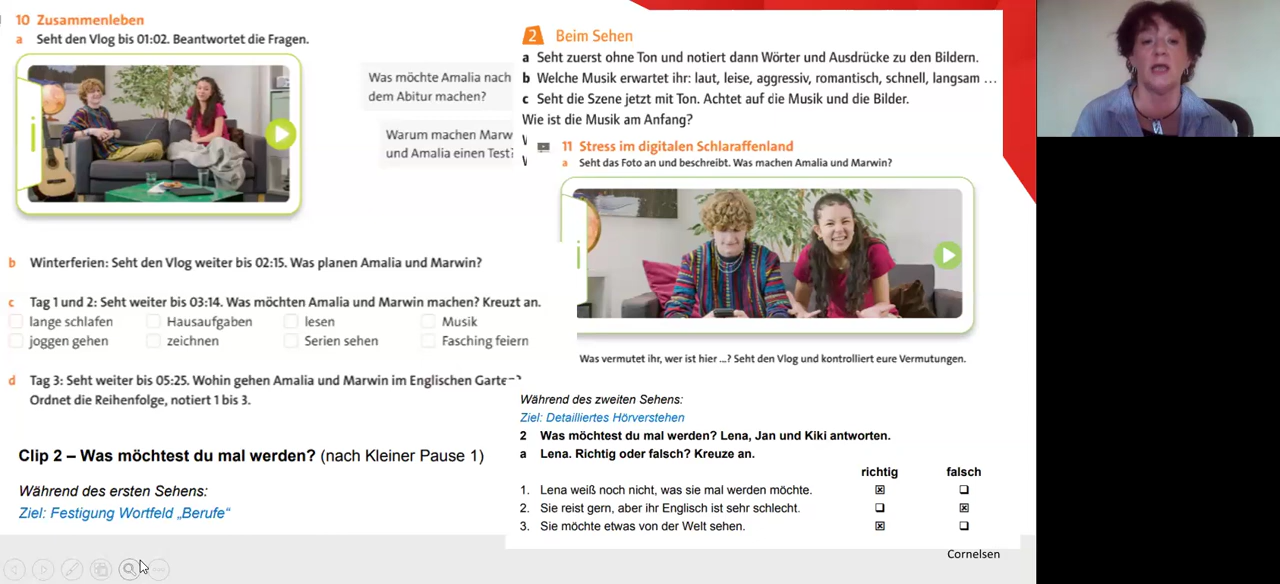 10 Zusammenleben
a Seht den Vlog bis 01:02. Beantwortet die Fragen.
Was möchte Amalia nach
dem Abitur machen?
Warum machen Marw
und Amalia einen Test?
b Winterferien: Seht den Vlog weiter bis 02:15. Was planen Amalia und Marwin?
c Tag 1 und 2: Seht weiter bis 03:14. Was möchten Amalia und Marwin machen? Kreuzt an.
lange schlafen Hausaufgaben lesen Musik
joggen gehen zeichnen Serien sehen Fasching feiern
d Tag 3: Seht weiter bis 05:25. Wohin gehen Amalia und Marwin im Englischen
Ordnet die Reihenfolge, notiert 1 bis 3.
Clip 2 – Was möchtest du mal werden? (nach Kleiner Pause 1)
Während des ersten Sehens:
Ziel: Festigung Wortfeld „Berufe“
2 Beim Sehen
a Seht zuerst ohne Ton und notiert dann Wörter und Ausdrücke zu den Bildern.
b Welche Musik erwartet ihr: laut, leise, aggressiv, romantisch, schnell, langsam ...
c Seht die Szene jetzt mit Ton. Achtet auf die Musik und die Bilder.
Wie ist die Musik am Anfang?
11 Stress im digitalen Schlaraffenland
a Seht das Foto an und beschreibt. Was machen Amalia und Marwin?
Was vermutet ihr, wer ist hier ...? Seht den Vlog und kontrolliert eure Vermutungen.
Während des zweiten Sehens:
Ziel: Detailliertes Hörverstehen
2 Was möchtest du mal werden? Lena, Jan und Kiki antworten.
a Lena. Richtig oder falsch? Kreuze an.
richtig falsch
1. Lena weiß noch nicht, was sie mal werden möchte. ☒ ☐
2. Sie reist gern, aber ihr Englisch ist sehr schlecht. ☐ ☒
3. Sie möchte etwas von der Welt sehen. ☒ ☐
Cornelsen